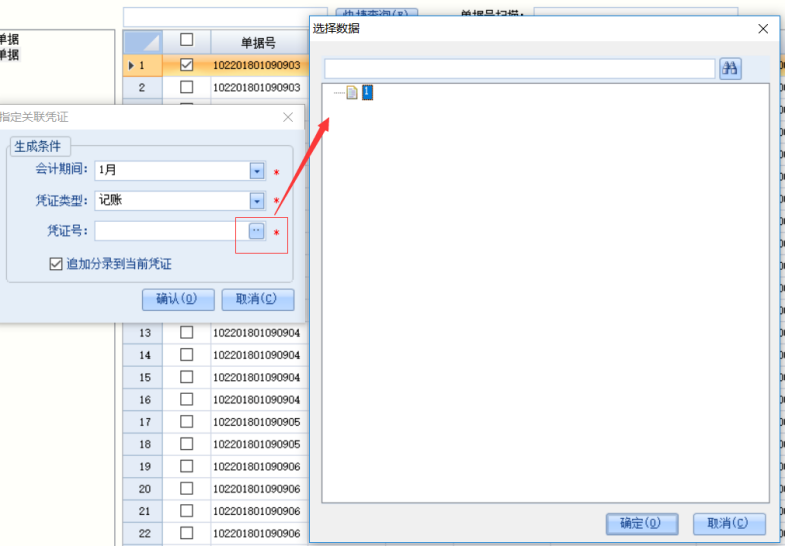 快捷查询(F)
单据号扫描:
单据
单据
单据号
1 102201801090903
2 102201801090903
指定关联凭证
生成条件
会计期间: 1月 *
凭证类型: 记账 *
凭证号: *
追加分录到当前凭证
确认(O) 取消(C)
13 102201801090904
14 102201801090904
15 102201801090904
16 102201801090904
17 102201801090905
18 102201801090905
19 102201801090906
20 102201801090906
21 102201801090906
22 102201801090906
选择数据
1
确定(O) 取消(C)